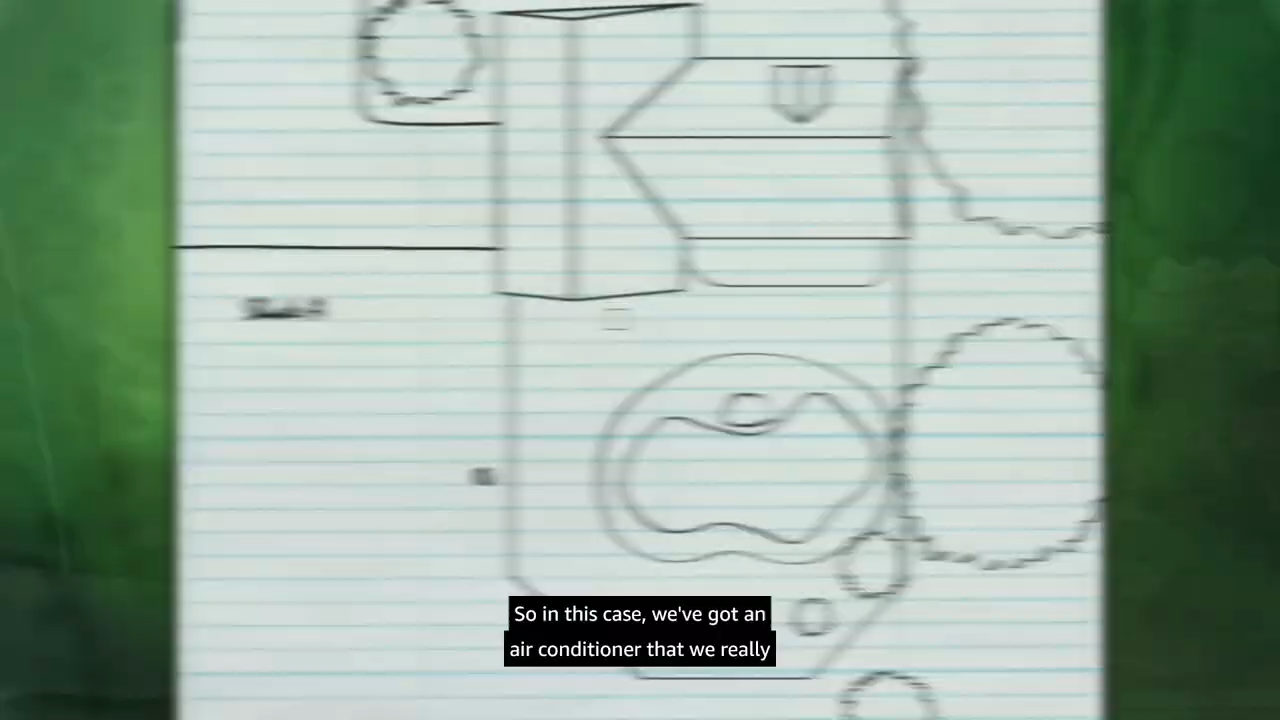 So in this case, we've got an
air conditioner that we really